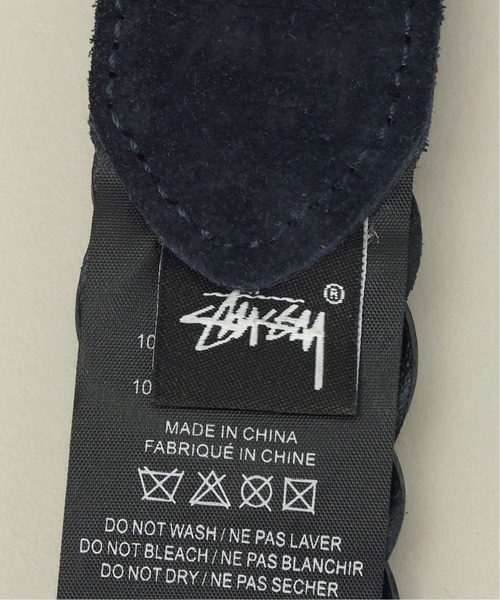 STÜSSY ®
10
10
MADE IN CHINA
FABRIQUÉ IN CHINE
DO NOT WASH / NE PAS LAVER
DO NOT BLEACH / NE PAS BLANCHIR
DO NOT DRY / NE PAS SECHER